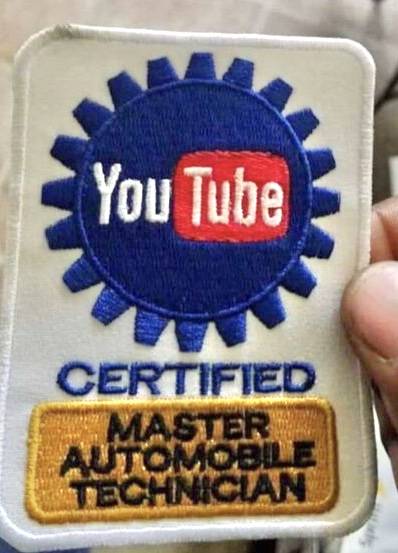 YouTube
CERTIFIED
MASTER
AUTOMOBILE
TECHNICIAN